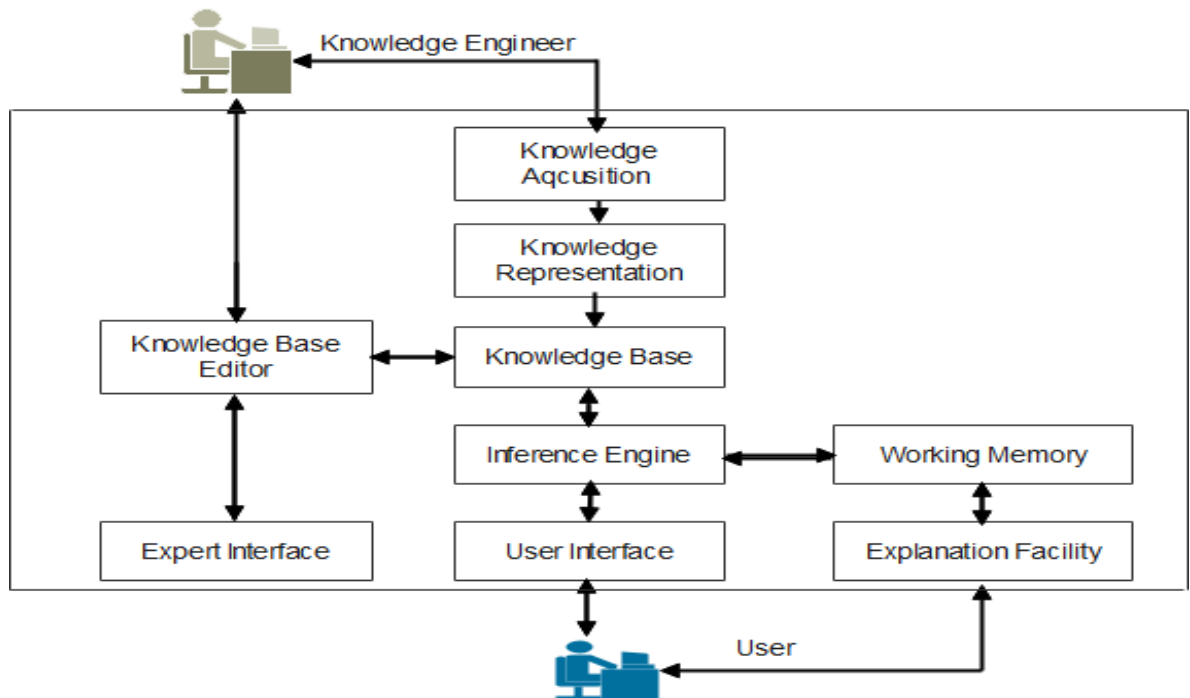 Knowledge Engineer
Knowledge
Aqcusition
Knowledge
Representation
Knowledge Base
Editor
Knowledge Base
Inference Engine
Working Memory
Expert Interface
User Interface
Explanation Facility
User